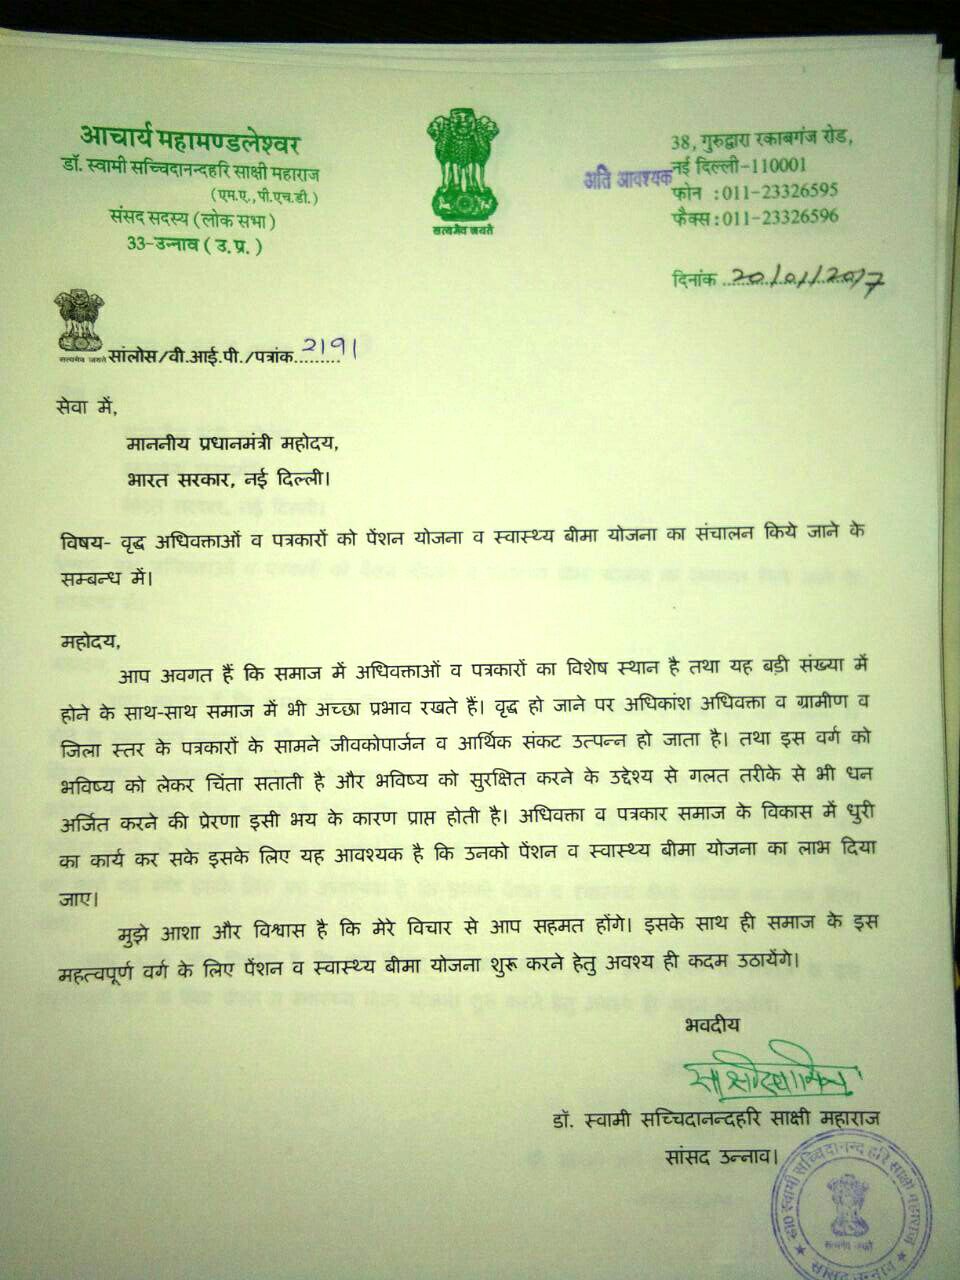 आचार्य महामण्डलेश्वर
डॉ. स्वामी सच्चिदानन्दहरि साक्षी महाराज
(एम.ए., पी.एच.डी.)
संसद सदस्य (लोक सभा)
33-उन्नाव (उ.प्र.)
सत्यमेव जयते
अति आवश्यक
38, गुरुद्वारा रकाबगंज रोड,
नई दिल्ली-110001
फोन :011-23326595
फैक्स:011-23326596
दिनांक 20/01/2017
सत्यमेव जयते
सांलोस/वी.आई.पी./पत्रांक.........2191
सेवा में,
माननीय प्रधानमंत्री महोदय,
भारत सरकार, नई दिल्ली।
विषय- वृद्ध अधिवक्ताओं व पत्रकारों को पेंशन योजना व स्वास्थ्य बीमा योजना का संचालन किये जाने के
सम्बन्ध में।
महोदय,
आप अवगत हैं कि समाज में अधिवक्ताओं व पत्रकारों का विशेष स्थान है तथा यह बड़ी संख्या में
होने के साथ-साथ समाज में भी अच्छा प्रभाव रखते हैं। वृद्ध हो जाने पर अधिकांश अधिवक्ता व ग्रामीण व
जिला स्तर के पत्रकारों के सामने जीवकोपार्जन व आर्थिक संकट उत्पन्न हो जाता है। तथा इस वर्ग को
भविष्य को लेकर चिंता सताती है और भविष्य को सुरक्षित करने के उद्देश्य से गलत तरीके से भी धन
अर्जित करने की प्रेरणा इसी भय के कारण प्राप्त होती है। अधिवक्ता व पत्रकार समाज के विकास में धुरी
का कार्य कर सके इसके लिए यह आवश्यक है कि उनको पेंशन व स्वास्थ्य बीमा योजना का लाभ दिया
जाए।
मुझे आशा और विश्वास है कि मेरे विचार से आप सहमत होंगे। इसके साथ ही समाज के इस
महत्वपूर्ण वर्ग के लिए पेंशन व स्वास्थ्य बीमा योजना शुरू करने हेतु अवश्य ही कदम उठायेंगे।
भवदीय
डॉ. स्वामी सच्चिदानन्दहरि साक्षी महाराज
सांसद उन्नाव।
डा० स्वामी सच्चिदानन्द हरि साक्षी महाराज
सत्यमेव जयते
सांसद उन्नाव